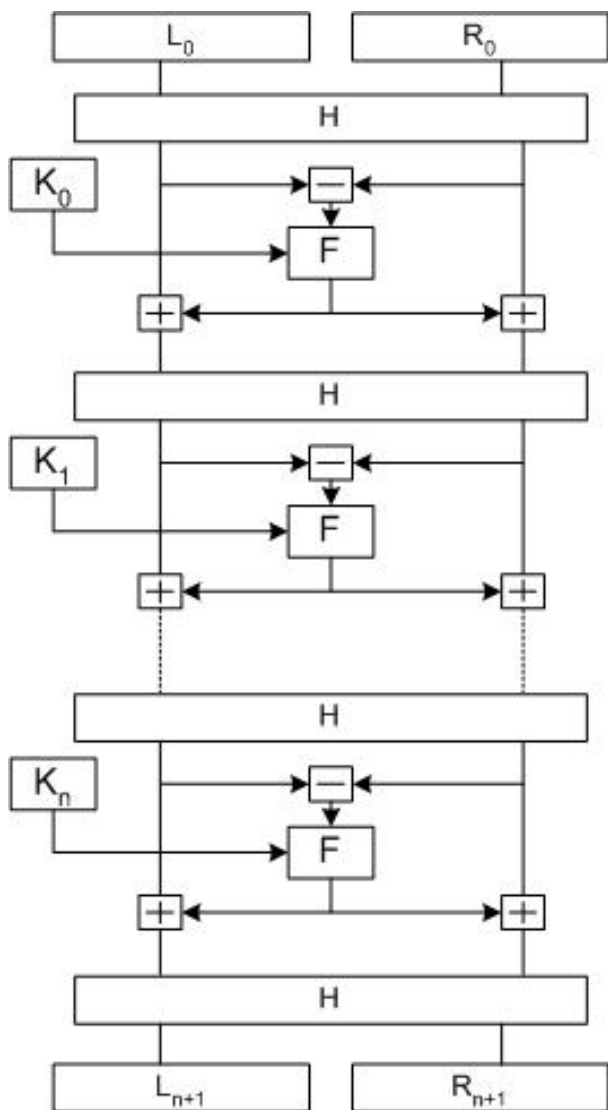 L₀ R₀
H
K₀
—
F
+ +
H
K₁
—
F
+ +
H
Kₙ
—
F
+ +
H
Lₙ₊₁ Rₙ₊₁